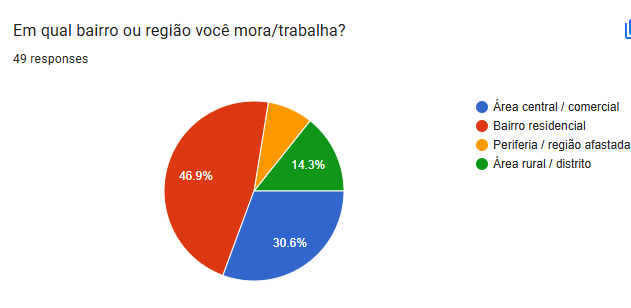 Em qual bairro ou região você mora/trabalha?
49 responses
Área central / comercial
Bairro residencial
Periferia / região afastada
Área rural / distrito
14.3%
46.9%
30.6%